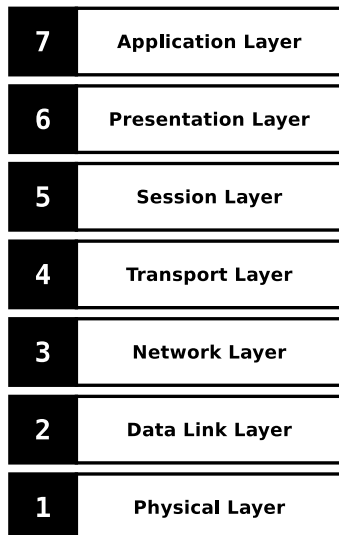 7 Application Layer
6 Presentation Layer
5 Session Layer
4 Transport Layer
3 Network Layer
2 Data Link Layer
1 Physical Layer